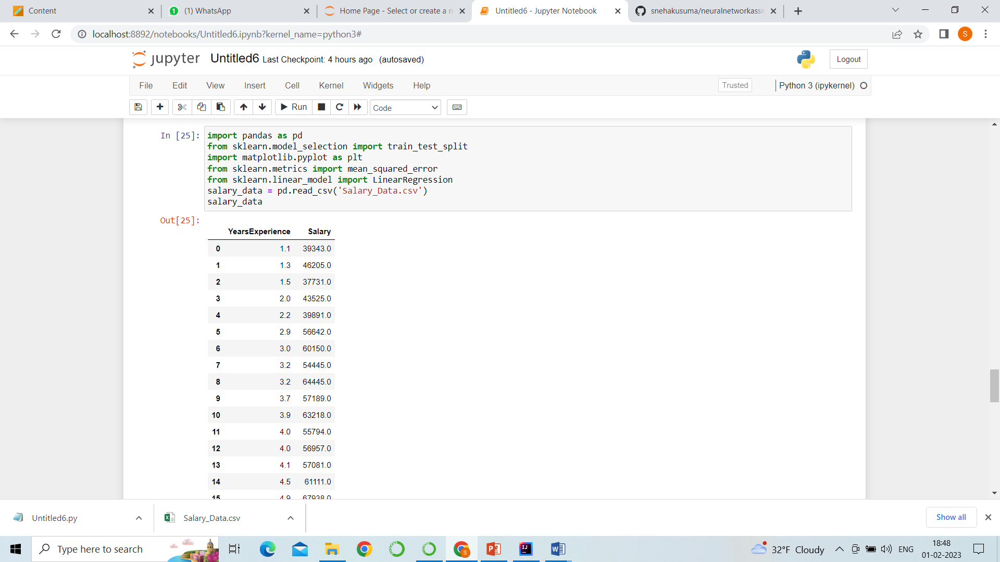 Content
(1) WhatsApp
Home Page - Select or create a n
Untitled6 - Jupyter Notebook
snehakusuma/neuralnetworkassi
localhost:8892/notebooks/Untitled6.ipynb?kernel_name=python3#
S
jupyter Untitled6 Last Checkpoint: 4 hours ago (autosaved)
Logout
File Edit View Insert Cell Kernel Widgets Help
Trusted
Python 3 (ipykernel)
Run
Code
In [25]:
import pandas as pd
from sklearn.model_selection import train_test_split
import matplotlib.pyplot as plt
from sklearn.metrics import mean_squared_error
from sklearn.linear_model import LinearRegression
salary_data = pd.read_csv('Salary_Data.csv')
salary_data
Out[25]:
YearsExperience Salary
0 1.1 39343.0
1 1.3 46205.0
2 1.5 37731.0
3 2.0 43525.0
4 2.2 39891.0
5 2.9 56642.0
6 3.0 60150.0
7 3.2 54445.0
8 3.2 64445.0
9 3.7 57189.0
10 3.9 63218.0
11 4.0 55794.0
12 4.0 56957.0
13 4.1 57081.0
14 4.5 61111.0
15 4.9 67938.0
Untitled6.py
Salary_Data.csv
Show all
Type here to search
32°F Cloudy
ENG
18:48
01-02-2023